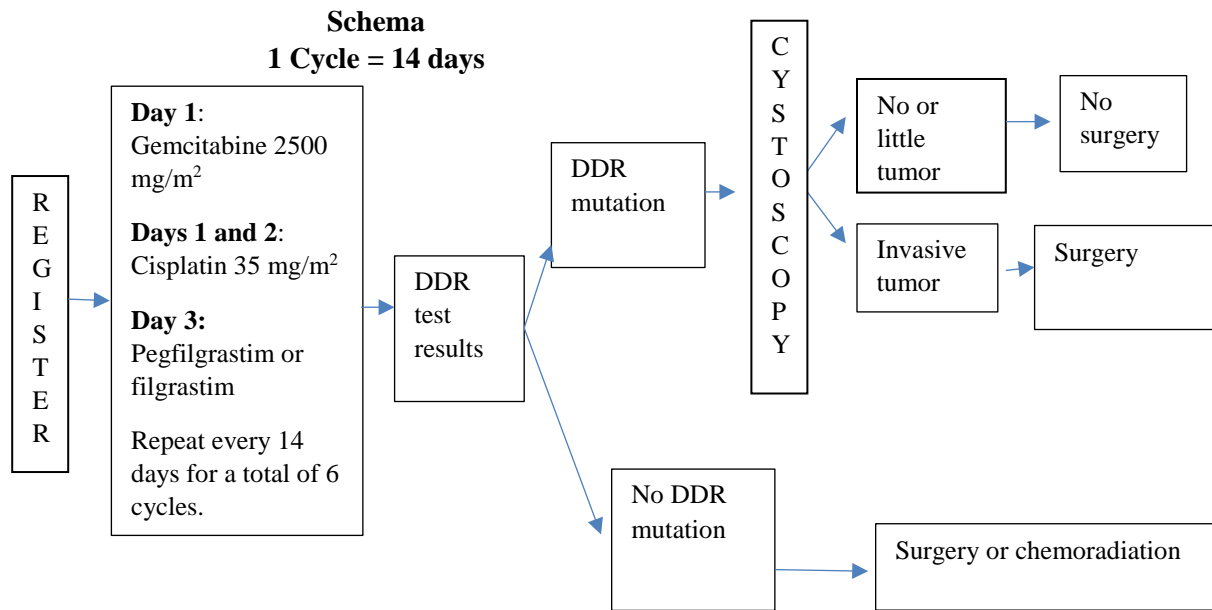 Schema
1 Cycle = 14 days
REGISTER
Day 1:
Gemcitabine 2500
mg/m²
Days 1 and 2:
Cisplatin 35 mg/m²
Day 3:
Pegfilgrastim or
filgrastim
Repeat every 14
days for a total of 6
cycles.
DDR
test
results
DDR
mutation
CYSTOSCOPY
No or
little
tumor
No
surgery
Invasive
tumor
Surgery
No DDR
mutation
Surgery or chemoradiation